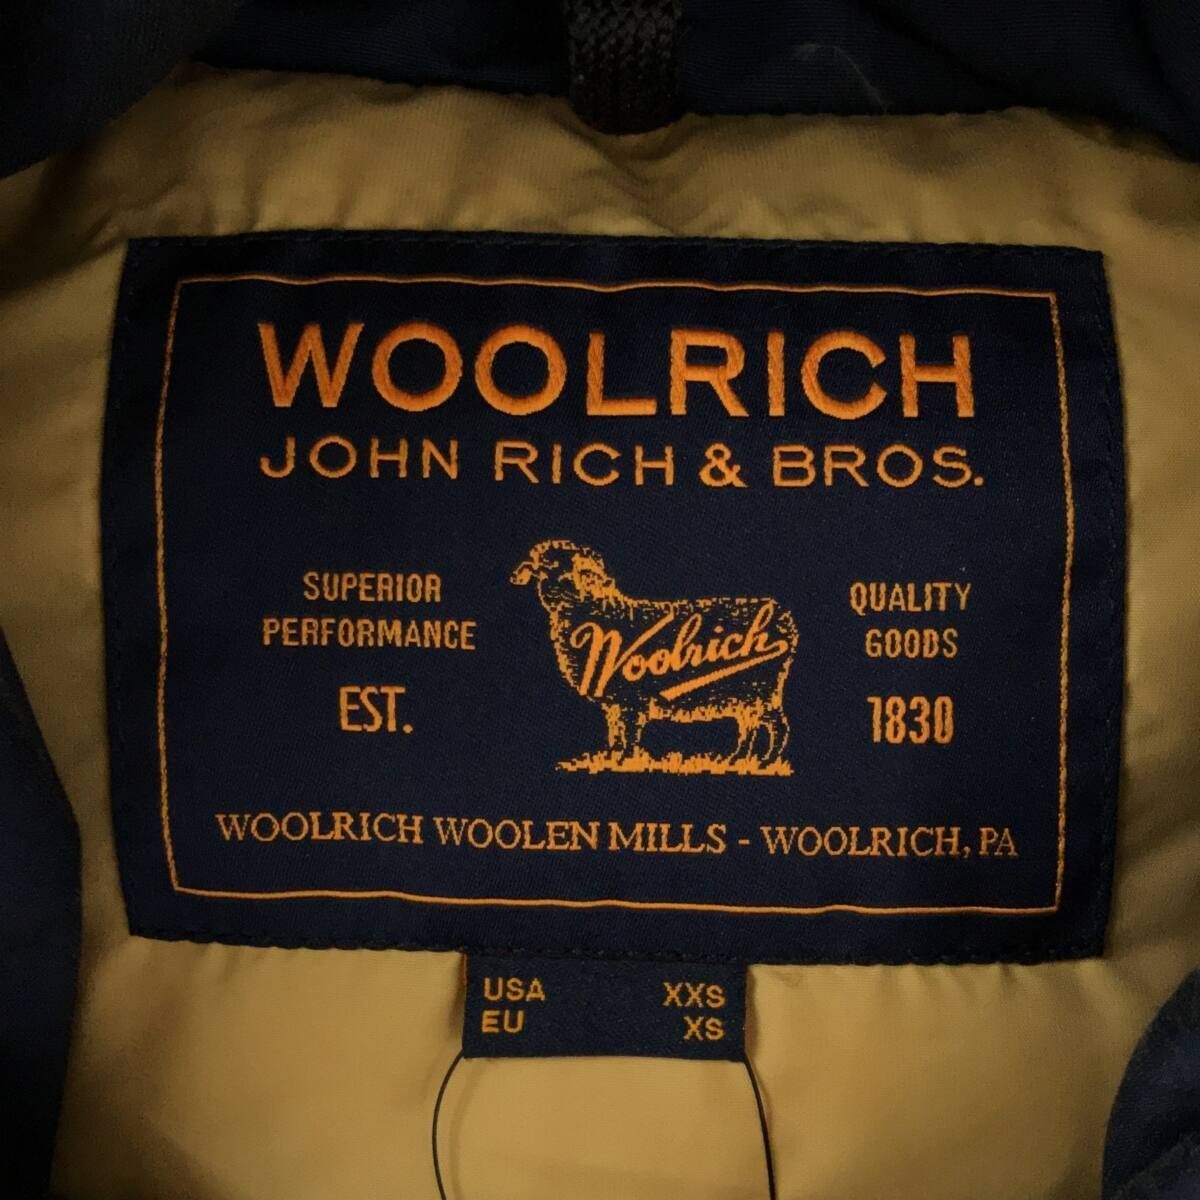 WOOLRICH
JOHN RICH & BROS.
SUPERIOR
PERFORMANCE
EST.
Woolrich
QUALITY
GOODS
1830
WOOLRICH WOOLEN MILLS - WOOLRICH, PA
USA XXS
EU XS